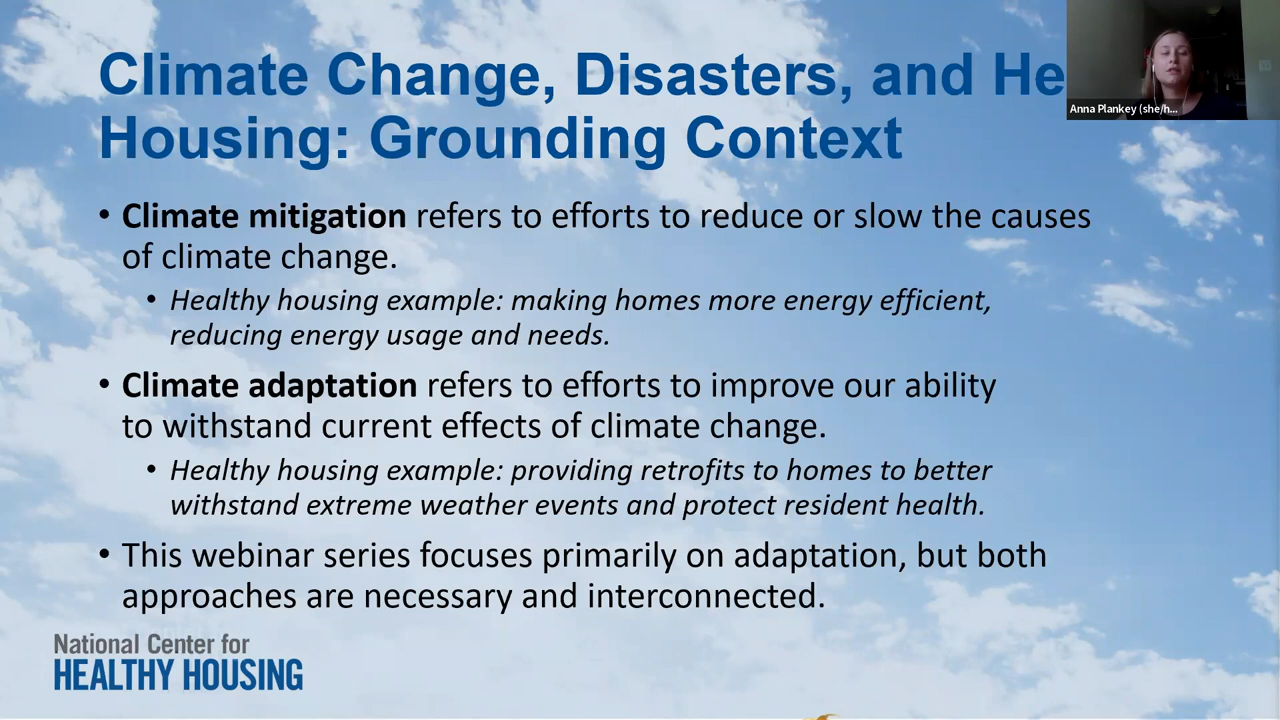 Climate Change, Disasters, and He
Housing: Grounding Context
Anna Plankey (she/h...
• Climate mitigation refers to efforts to reduce or slow the causes
of climate change.
• Healthy housing example: making homes more energy efficient,
reducing energy usage and needs.
• Climate adaptation refers to efforts to improve our ability
to withstand current effects of climate change.
• Healthy housing example: providing retrofits to homes to better
withstand extreme weather events and protect resident health.
• This webinar series focuses primarily on adaptation, but both
approaches are necessary and interconnected.
National Center for
HEALTHY HOUSING